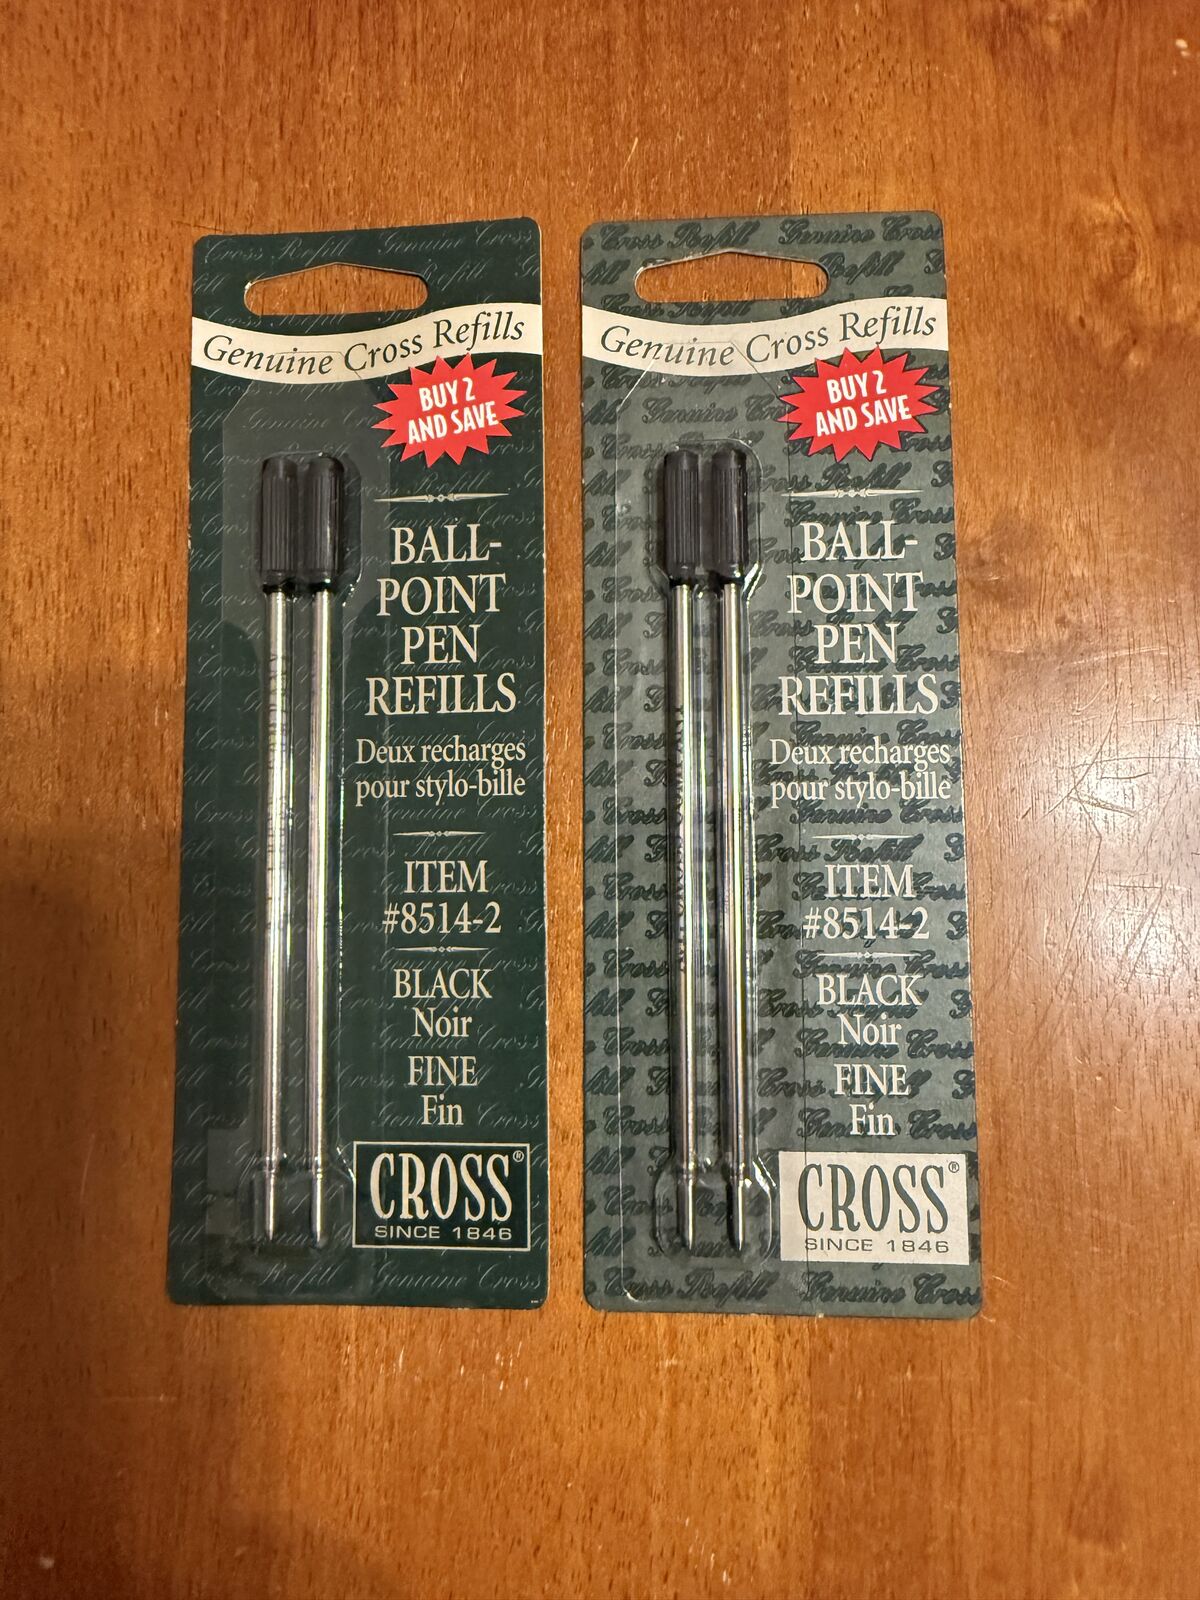 Genuine Cross Refills
BUY 2
AND SAVE
BALL-
POINT
PEN
REFILLS
Deux recharges
pour stylo-bille
ITEM
#8514-2
BLACK
Noir
FINE
Fin
CROSS®
SINCE 1846
Genuine Cross Refills
BUY 2
AND SAVE
BALL-
POINT
PEN
REFILLS
Deux recharges
pour stylo-bille
ITEM
#8514-2
BLACK
Noir
FINE
Fin
CROSS®
SINCE 1846